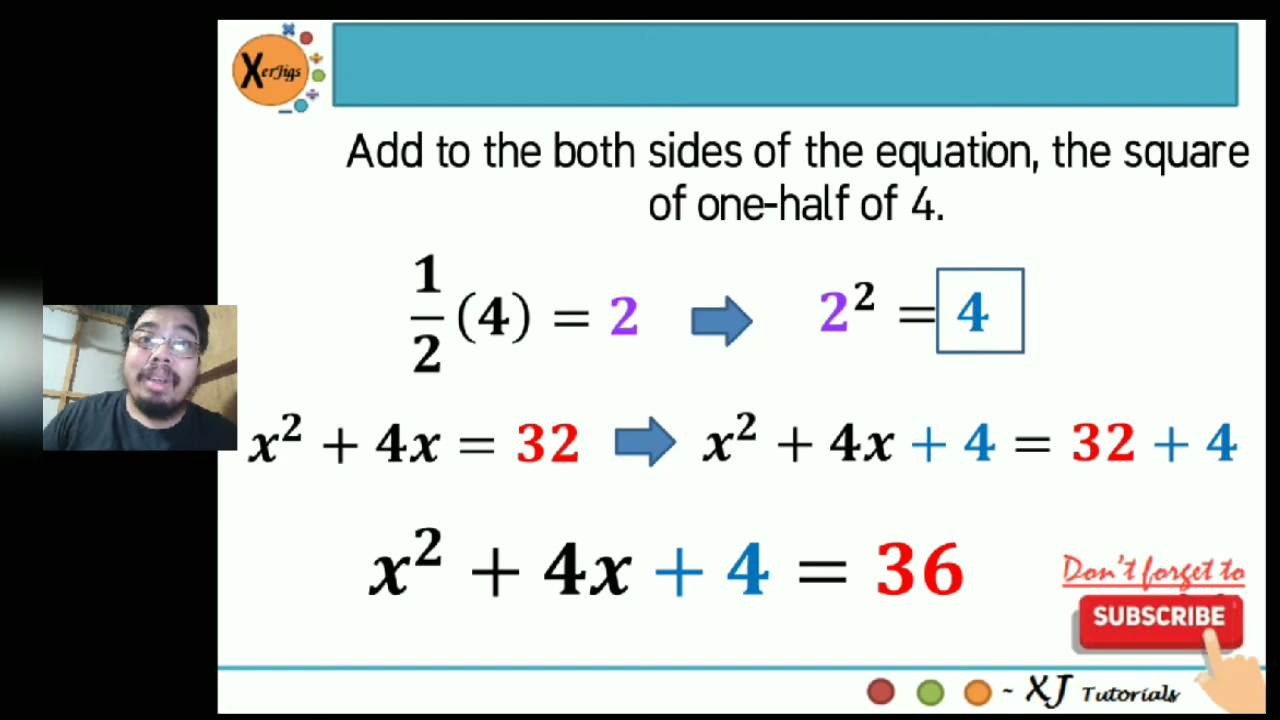 XerJigs
Add to the both sides of the equation, the square
of one-half of 4.
1/2 (4) = 2 2² = 4
x² + 4x = 32 x² + 4x + 4 = 32 + 4
x² + 4x + 4 = 36
Don't forget to
SUBSCRIBE
~ XJ Tutorials